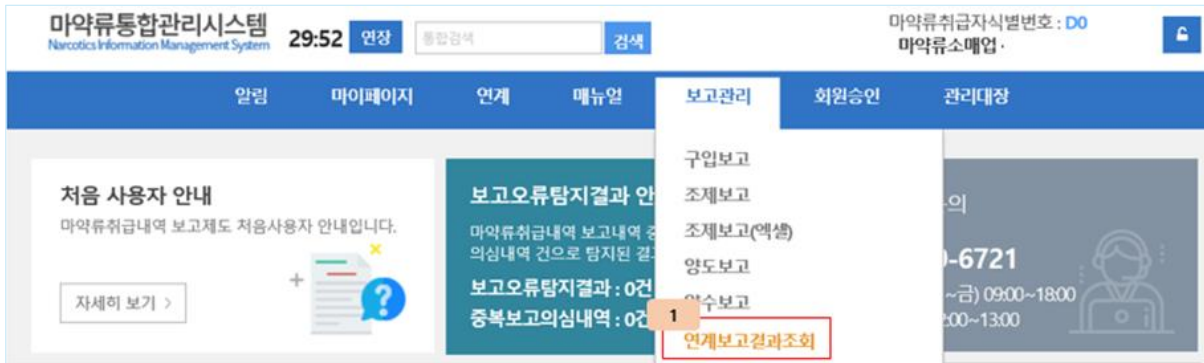 마약류통합관리시스템
Narcotics Information Management System
29:52 연장 통합검색 검색
마약류취급자식별번호 : D0
마약류소매업 ·
알림 마이페이지 연계 매뉴얼 보고관리 회원승인 관리대장
처음 사용자 안내
마약류취급내역 보고제도 처음사용자 안내입니다.
자세히 보기 >
보고오류탐지결과 안
마약류취급내역 보고내역 중
의심내역 건으로 탐지된 결
보고오류탐지결과 : 0건
중복보고의심내역 : 0건
구입보고
조제보고
조제보고(엑셀)
양도보고
양수보고
1
연계보고결과조회
의
-6721
~금) 09:00~18:00
:00~13:00